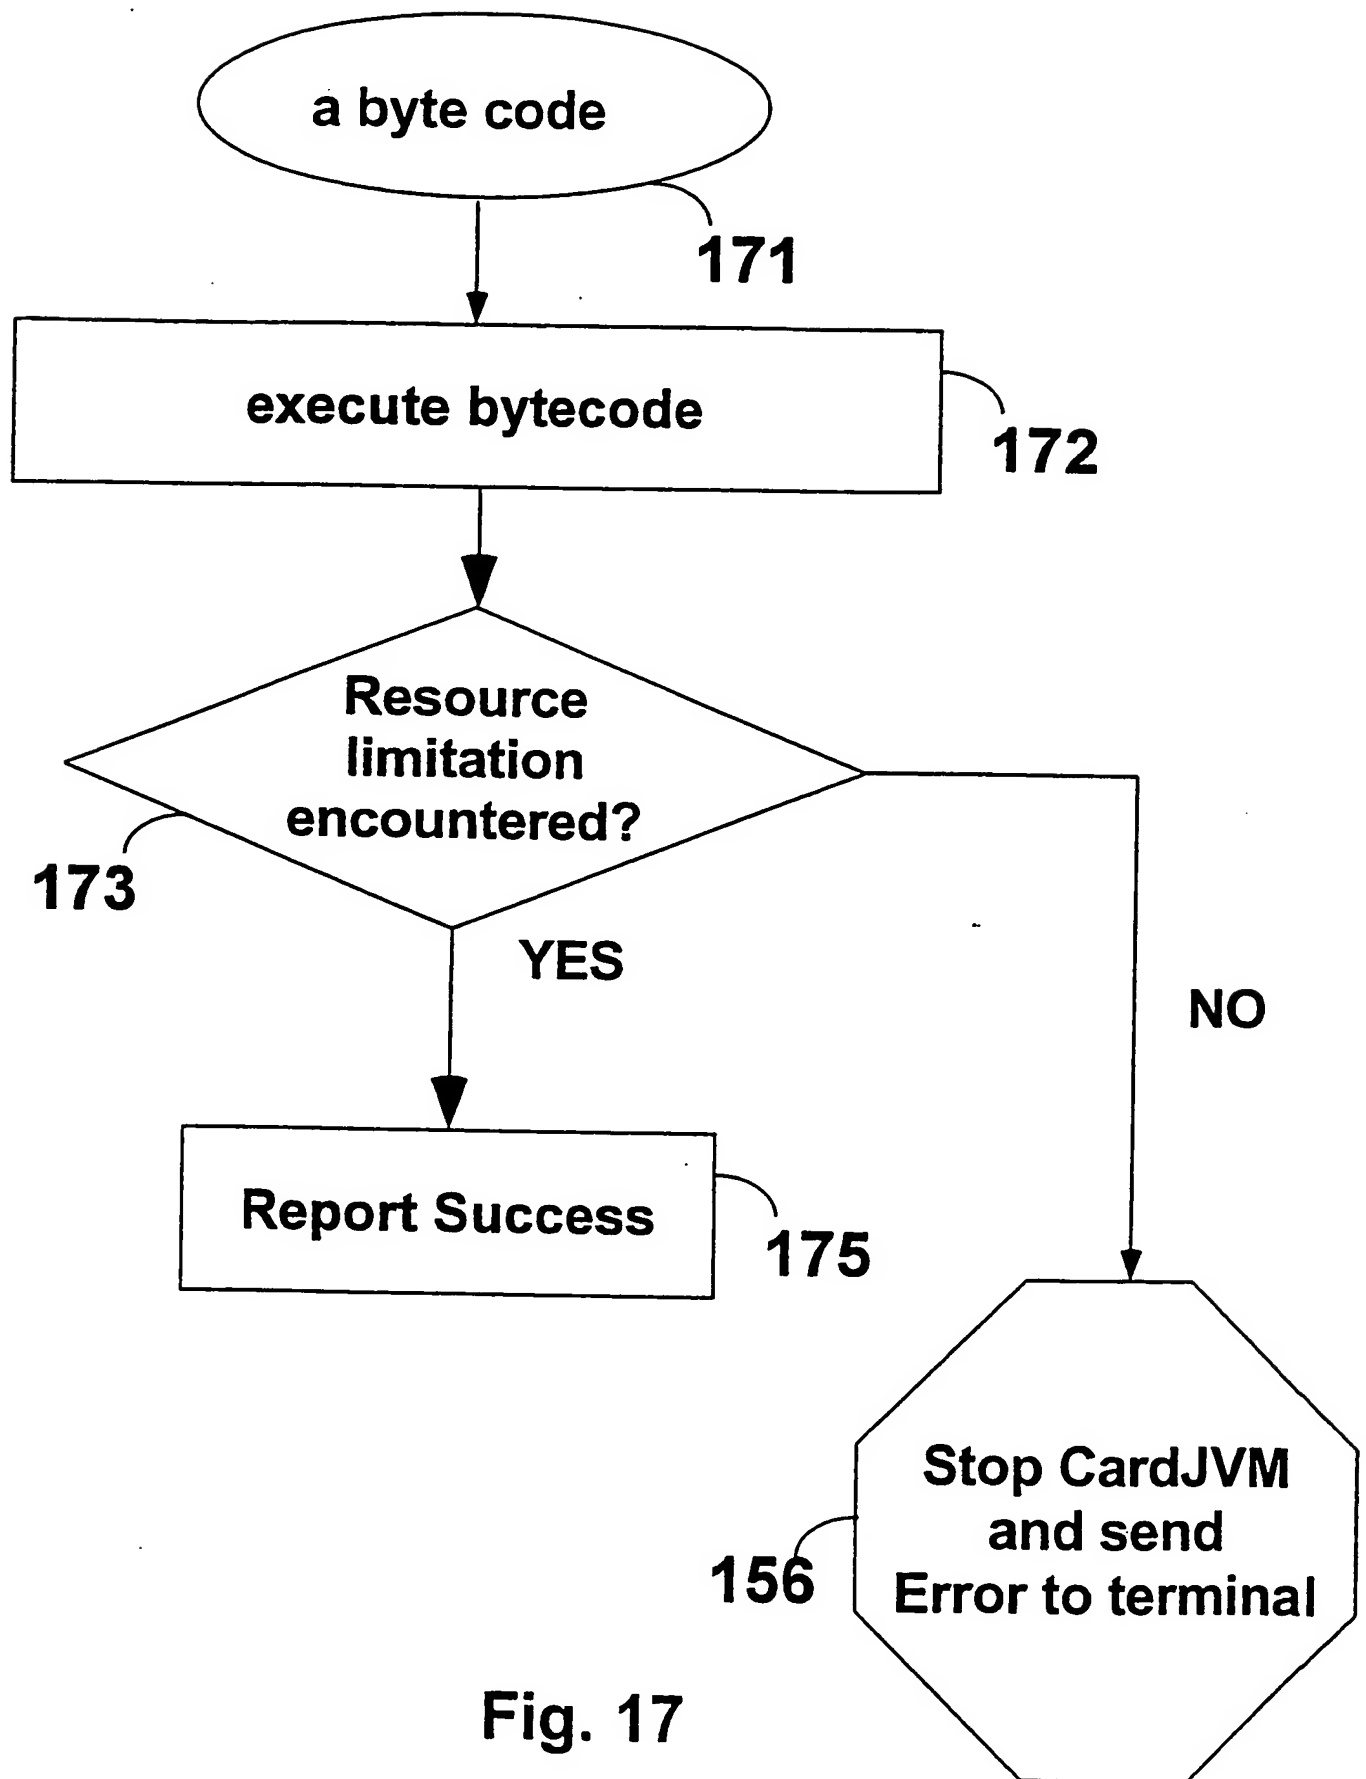 a byte code
171
execute bytecode
172
Resource
limitation
encountered?
173
YES
NO
Report Success
175
Stop CardJVM
and send
Error to terminal
156
Fig. 17